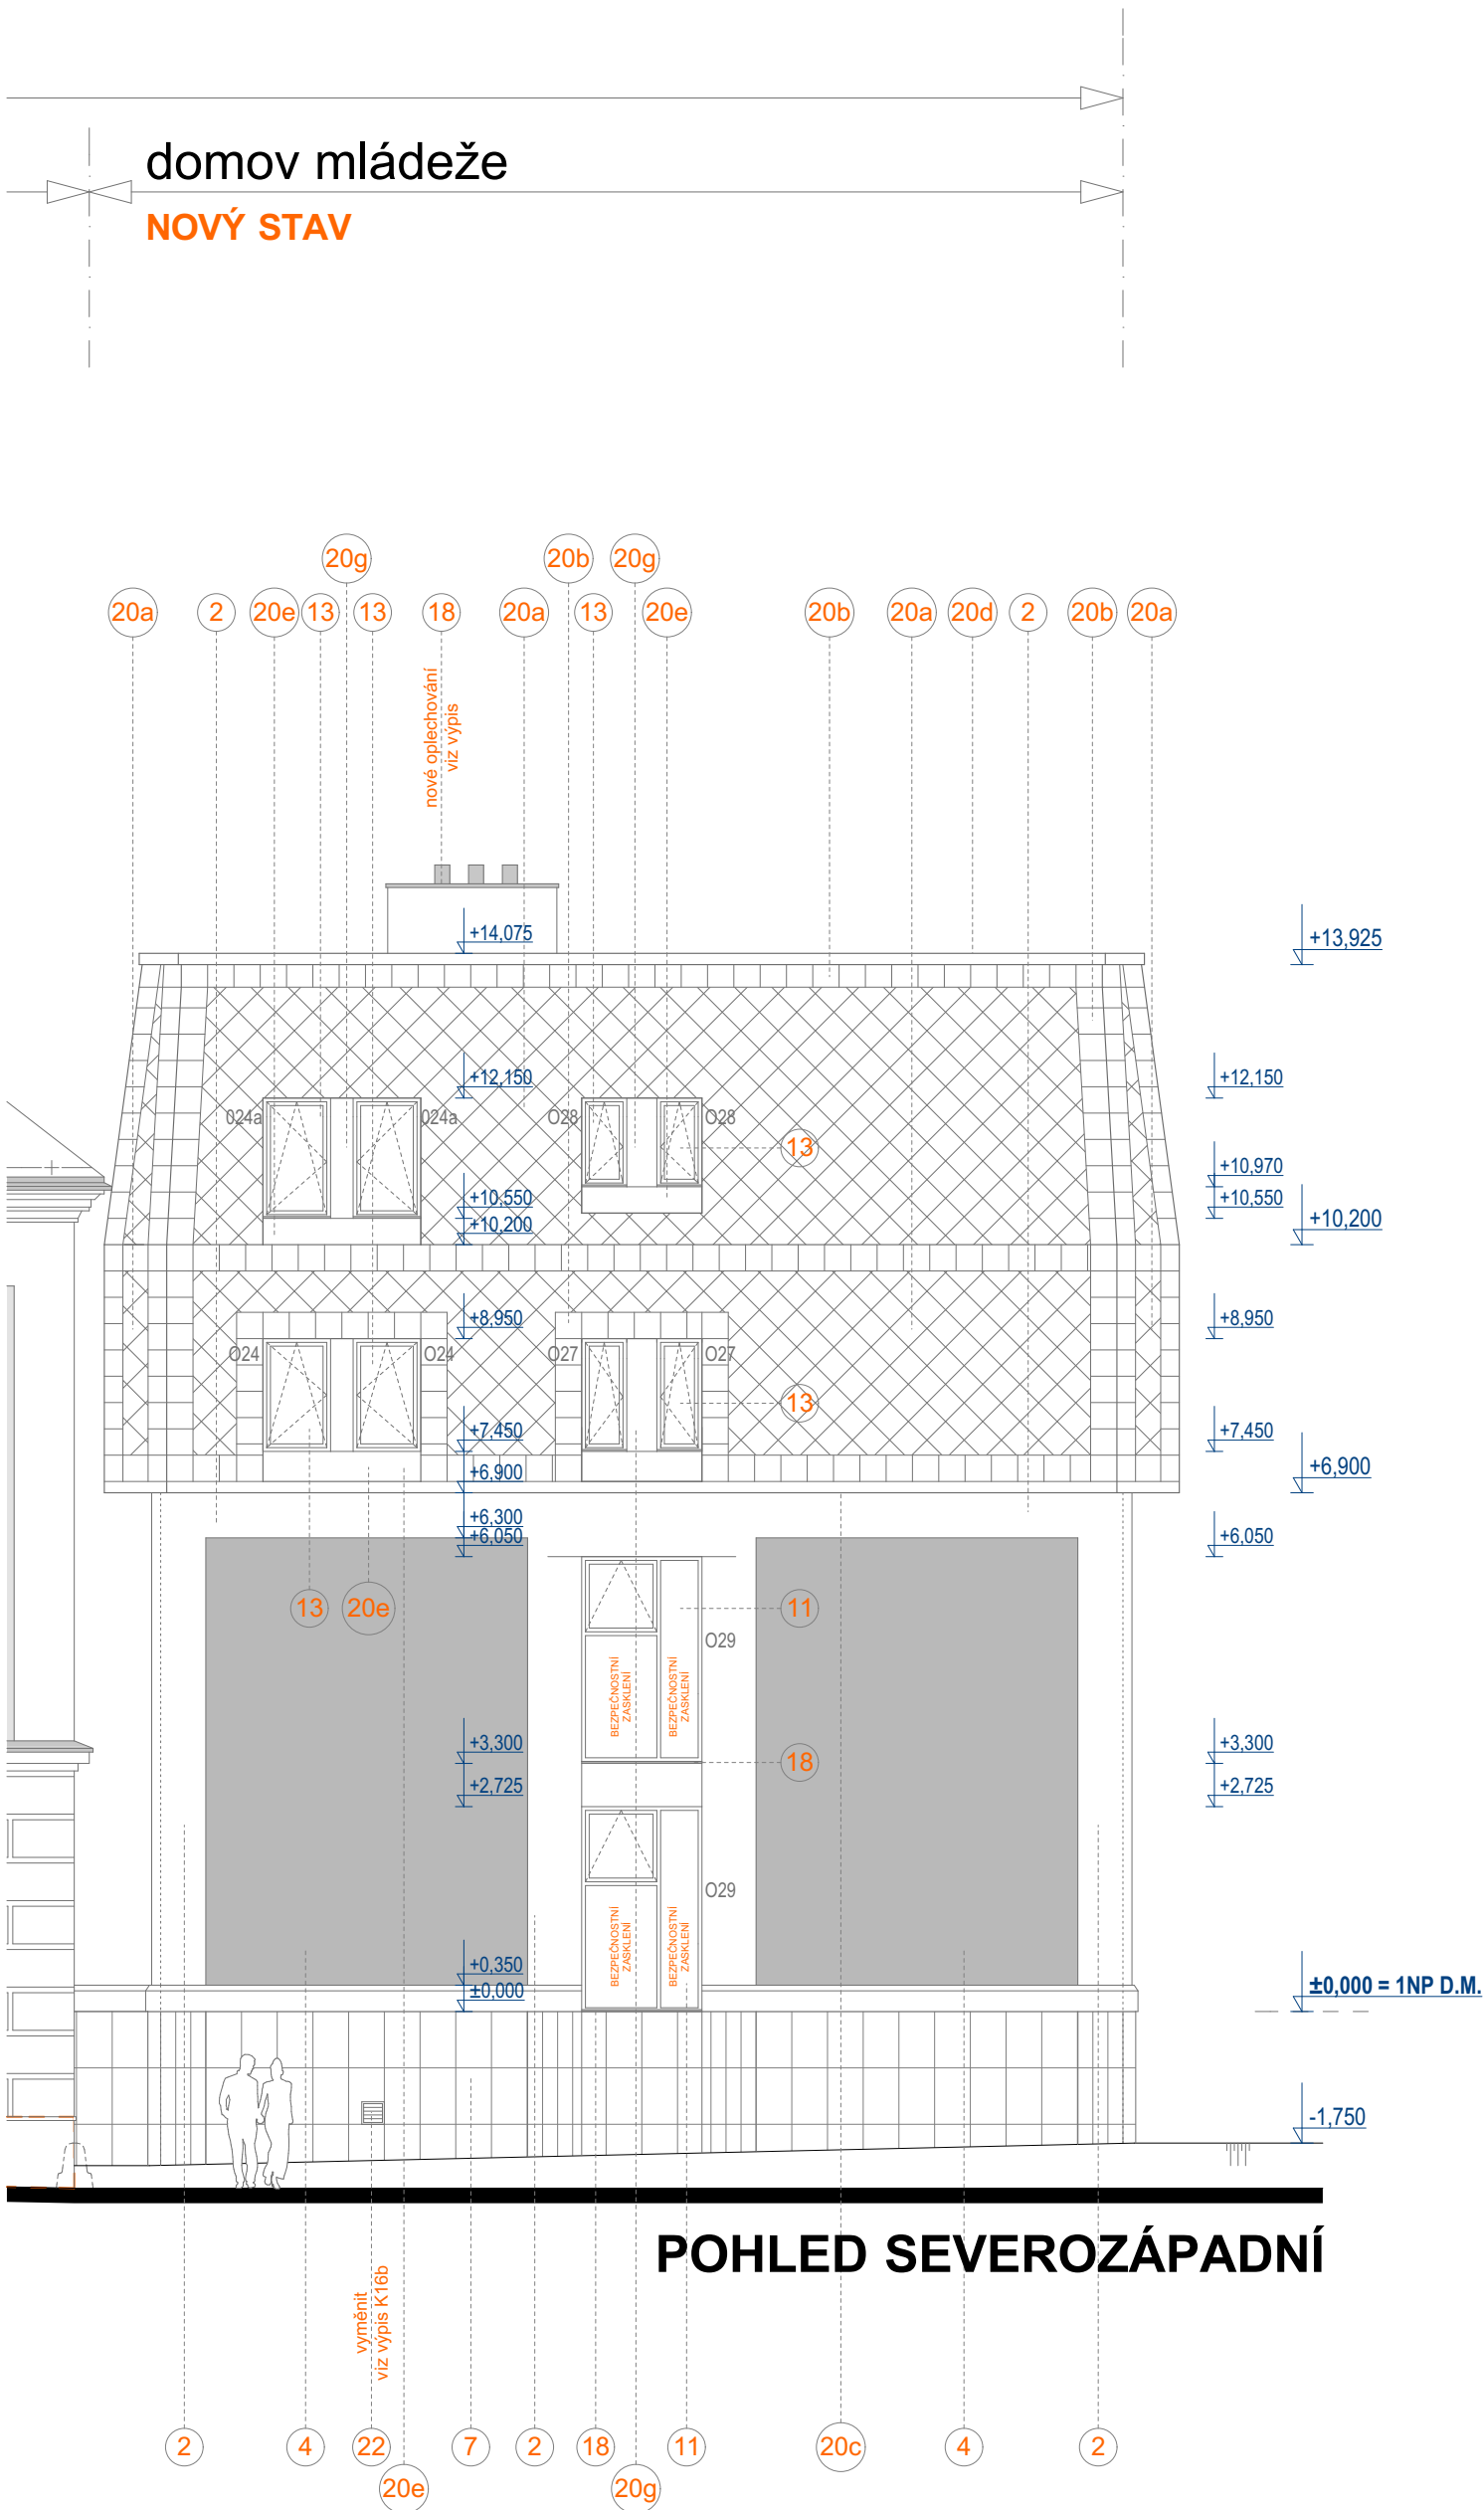 domov mládeže
NOVÝ STAV
20g
20b
20g
20a
2
20e
13
13
18
20a
13
20e
20b
20a
20d
2
20b
20a
nové oplechování
viz výpis
+14,075
+13,925
+12,150
+12,150
024a
024a
O28
O28
13
+10,970
+10,550
+10,550
+10,200
+10,200
+8,950
+8,950
O24
O24
O27
O27
13
+7,450
+7,450
+6,900
+6,900
+6,300
+6,050
+6,050
13
20e
11
O29
BEZPEČNOSTNÍ
ZASKLENÍ
BEZPEČNOSTNÍ
ZASKLENÍ
+3,300
18
+3,300
+2,725
+2,725
O29
BEZPEČNOSTNÍ
ZASKLENÍ
BEZPEČNOSTNÍ
ZASKLENÍ
+0,350
±0,000
±0,000 = 1NP D.M.
-1,750
POHLED SEVEROZÁPADNÍ
vyměnit
viz výpis K16b
2
4
22
7
2
18
11
20c
4
2
20e
20g